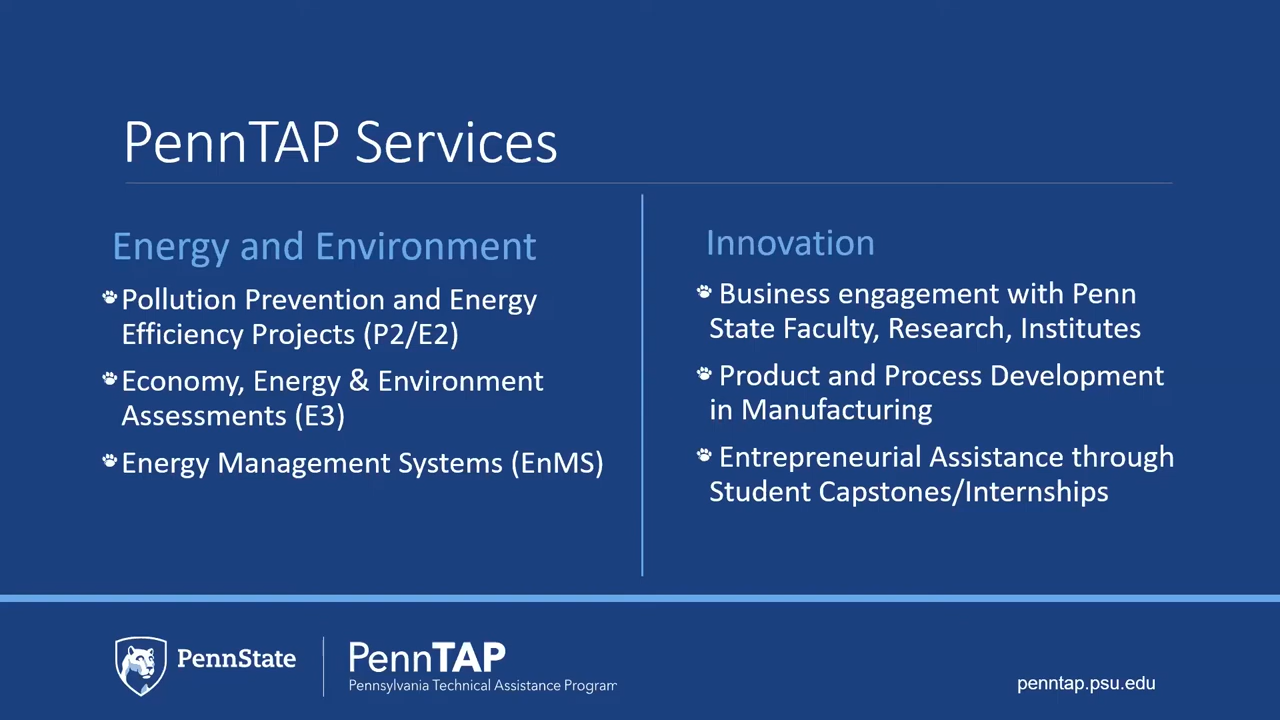 PennTAP Services
Energy and Environment
Pollution Prevention and Energy
Efficiency Projects (P2/E2)
Economy, Energy & Environment
Assessments (E3)
Energy Management Systems (EnMS)
Innovation
Business engagement with Penn
State Faculty, Research, Institutes
Product and Process Development
in Manufacturing
Entrepreneurial Assistance through
Student Capstones/Internships
PennState
PennTAP
Pennsylvania Technical Assistance Program
penntap.psu.edu